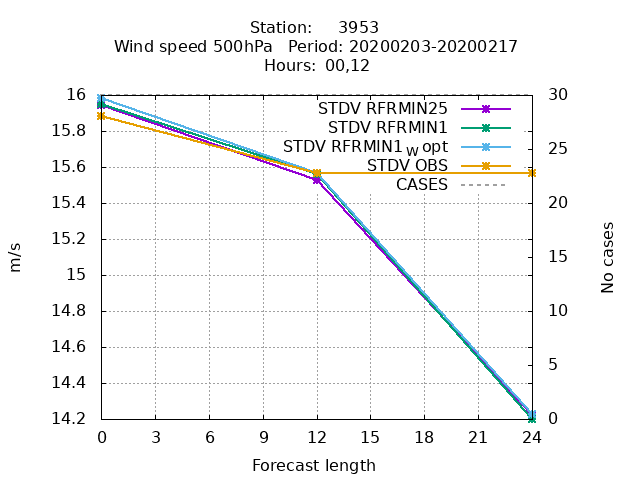 Station: 3953
Wind speed 500hPa Period: 20200203-20200217
Hours: 00,12
16
15.8
15.6
15.4
15.2
15
14.8
14.6
14.4
14.2
30
25
20
15
10
5
0
STDV RFRMIN25
STDV RFRMIN1
STDV RFRMIN1wopt
STDV OBS
CASES
m/s
No cases
0 3 6 9 12 15 18 21 24
Forecast length